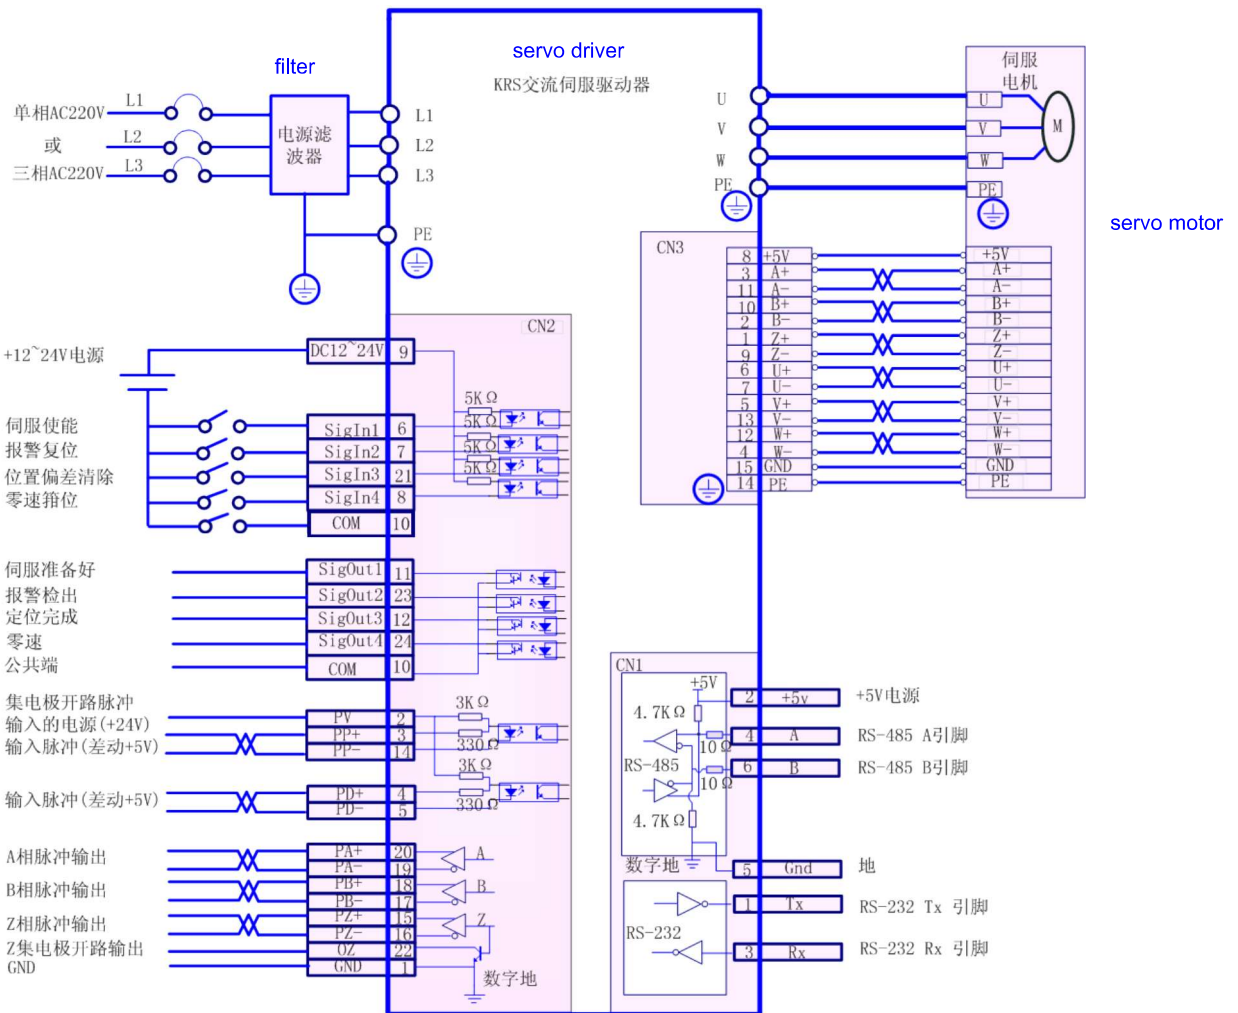 servo driver
filter
KRS交流伺服驱动器
伺服
电机
单相AC220V
或
三相AC220V
L1
L2
L3
电源滤
波器
L1
L2
L3
PE
U
V
W
PE
U
V
W
PE
M
servo motor
CN3
8 +5V +5V
3 A+ A+
11 A- A-
10 B+ B+
2 B- B-
1 Z+ Z+
9 Z- Z-
6 U+ U+
7 U- U-
5 V+ V+
13 V- V-
12 W+ W+
4 W- W-
15 GND GND
14 PE PE
CN2
+12~24V电源
DC12~24V 9
5KΩ
5KΩ
5KΩ
5KΩ
伺服使能 SigIn1 6
报警复位 SigIn2 7
位置偏差清除 SigIn3 21
零速箝位 SigIn4 8
COM 10
伺服准备好 SigOut1 11
报警检出 SigOut2 23
定位完成 SigOut3 12
零速 SigOut4 24
公共端 COM 10
集电极开路脉冲
输入的电源(+24V) PV 2
输入脉冲(差动+5V) PP+ 3
PP- 14
3KΩ
330Ω
3KΩ
330Ω
输入脉冲(差动+5V) PD+ 4
PD- 5
A相脉冲输出 PA+ 20 A
PA- 19
B相脉冲输出 PB+ 18 B
PB- 17
Z相脉冲输出 PZ+ 15 Z
PZ- 16
Z集电极开路输出 OZ 22
GND GND 1
数字地
CN1
+5V
4.7KΩ
10Ω
RS-485
10Ω
4.7KΩ
数字地
RS-232
2 +5v +5V电源
4 A RS-485 A引脚
6 B RS-485 B引脚
5 Gnd 地
1 Tx RS-232 Tx 引脚
3 Rx RS-232 Rx 引脚